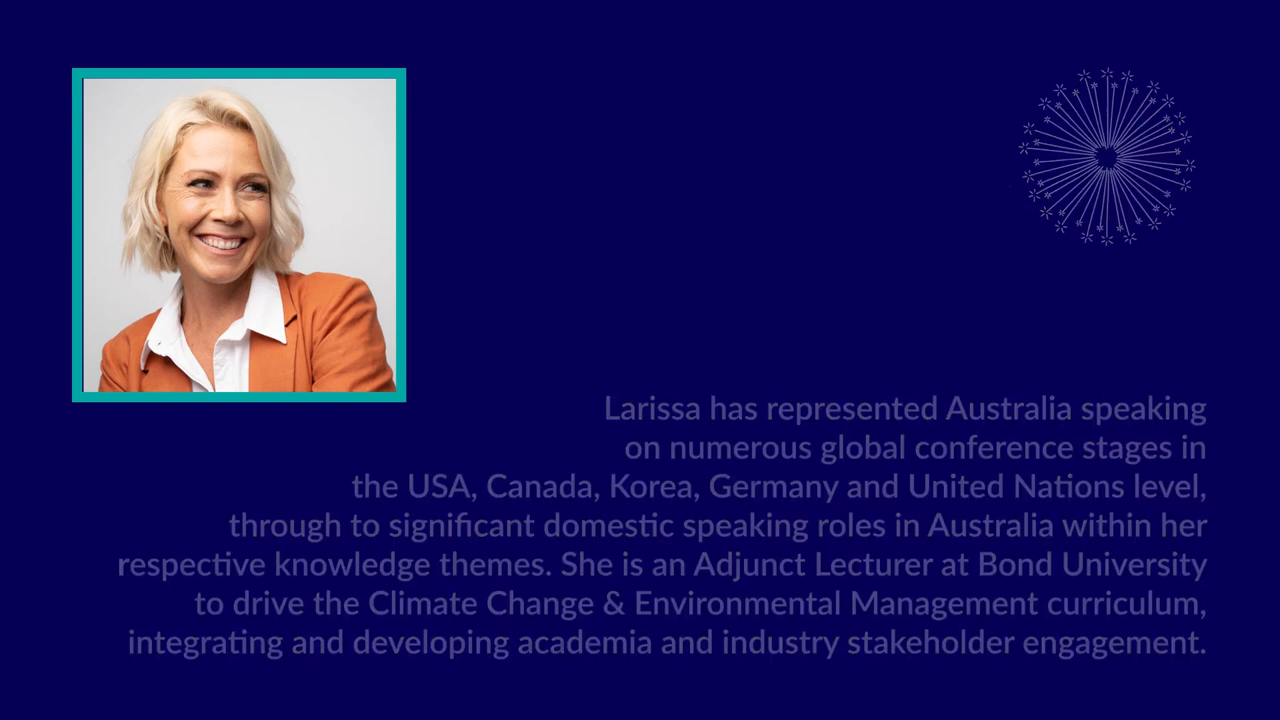 Larissa has represented Australia speaking
on numerous global conference stages in
the USA, Canada, Korea, Germany and United Nations level,
through to significant domestic speaking roles in Australia within her
respective knowledge themes. She is an Adjunct Lecturer at Bond University
to drive the Climate Change & Environmental Management curriculum,
integrating and developing academia and industry stakeholder engagement.